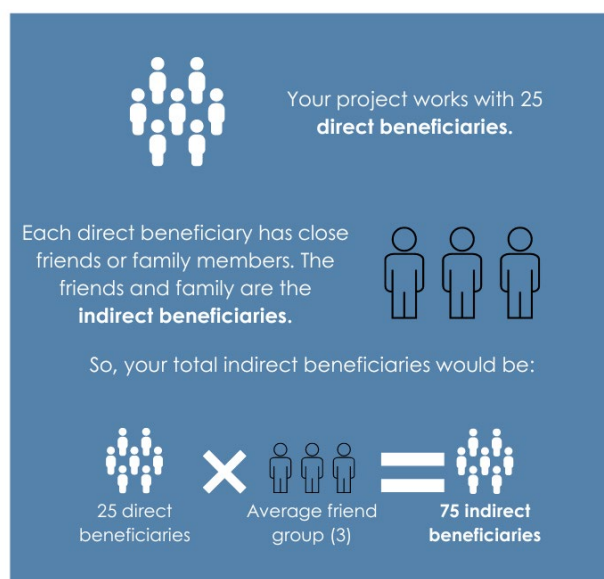 Your project works with 25
direct beneficiaries.
Each direct beneficiary has close
friends or family members. The
friends and family are the
indirect beneficiaries.
So, your total indirect beneficiaries would be:
25 direct
beneficiaries
Average friend
group (3)
75 indirect
beneficiaries